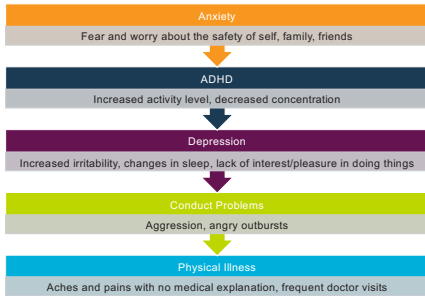 Anxiety
Fear and worry about the safety of self, family, friends
ADHD
Increased activity level, decreased concentration
Depression
Increased irritability, changes in sleep, lack of interest/pleasure in doing things
Conduct Problems
Aggression, angry outbursts
Physical Illness
Aches and pains with no medical explanation, frequent doctor visits